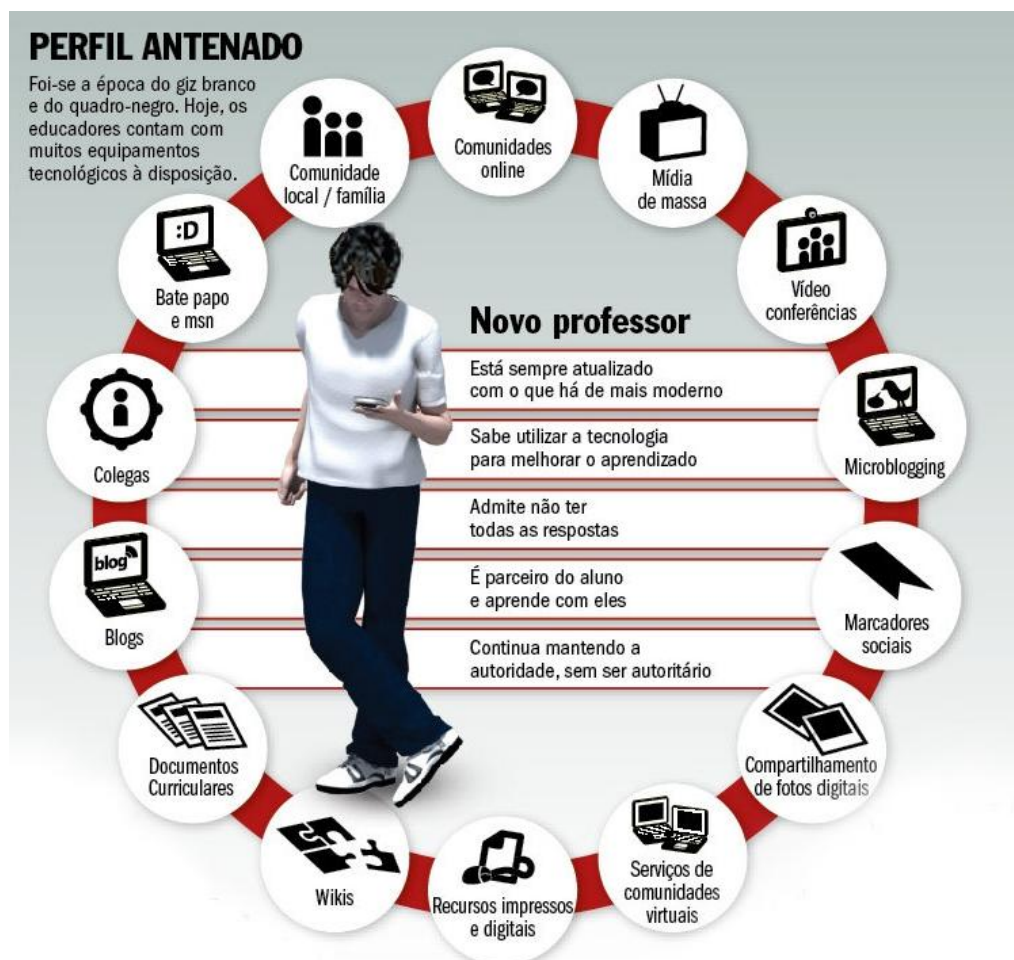 PERFIL ANTENADO
Foi-se a época do giz branco
e do quadro-negro. Hoje, os
educadores contam com
muitos equipamentos
tecnológicos à disposição.
Comunidades
online
Mídia
de massa
Vídeo
conferências
Microblogging
Marcadores
sociais
Compartilhamento
de fotos digitais
Serviços de
comunidades
virtuais
Recursos impressos
e digitais
Wikis
Documentos
Curriculares
blog
Blogs
Colegas
:D
Bate papo
e msn
Comunidade
local / família
Novo professor
Está sempre atualizado
com o que há de mais moderno
Sabe utilizar a tecnologia
para melhorar o aprendizado
Admite não ter
todas as respostas
É parceiro do aluno
e aprende com eles
Continua mantendo a
autoridade, sem ser autoritário